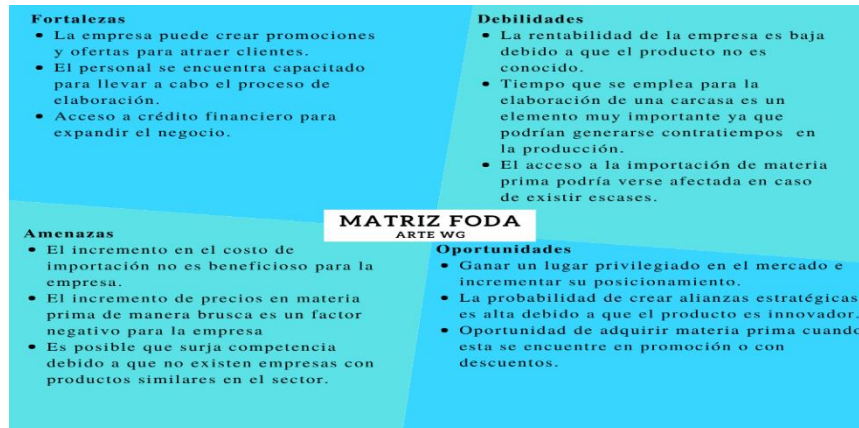 Fortalezas
• La empresa puede crear promociones
y ofertas para atraer clientes.
• El personal se encuentra capacitado
para llevar a cabo el proceso de
elaboración.
• Acceso a crédito financiero para
expandir el negocio.
Debilidades
• La rentabilidad de la empresa es baja
debido a que el producto no es
conocido.
• Tiempo que se emplea para la
elaboración de una carcasa es un
elemento muy importante ya que
podrían generarse contratiempos en
la producción.
• El acceso a la importación de materia
prima podría verse afectada en caso
de existir escases.
MATRIZ FODA
ARTE WG
Amenazas
• El incremento en el costo de
importación no es beneficioso para la
empresa.
• El incremento de precios en materia
prima de manera brusca es un factor
negativo para la empresa
• Es posible que surja competencia
debido a que no existen empresas con
productos similares en el sector.
Oportunidades
• Ganar un lugar privilegiado en el mercado e
incrementar su posicionamiento.
• La probabilidad de crear alianzas estratégicas
es alta debido a que el producto es innovador.
• Oportunidad de adquirir materia prima cuando
esta se encuentre en promoción o con
descuentos.